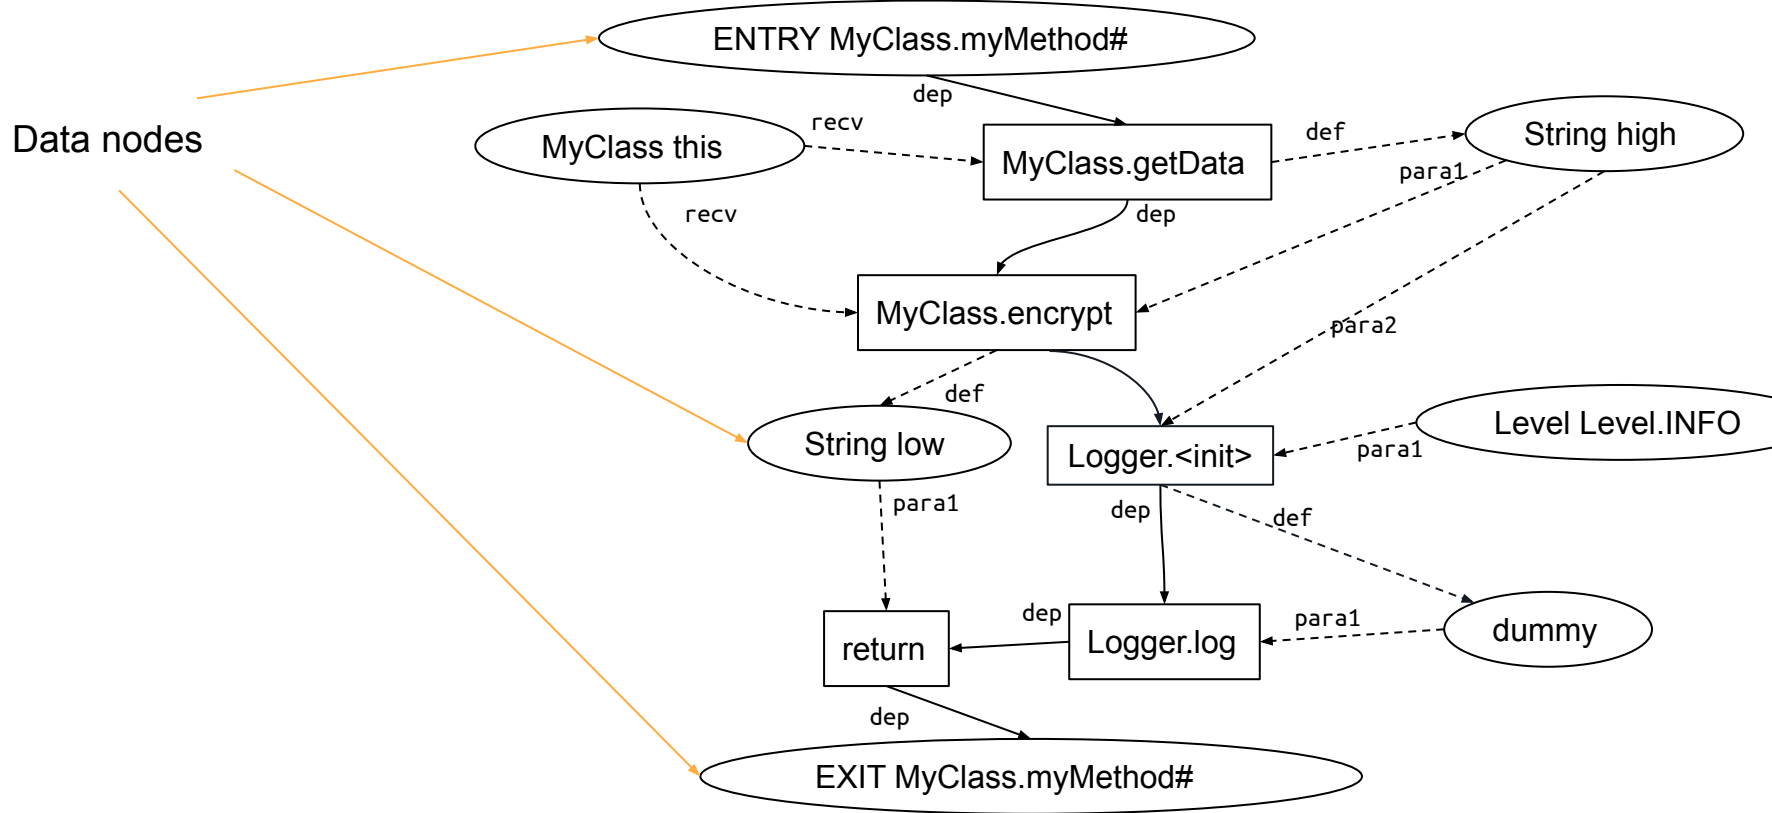 ENTRY MyClass.myMethod#
dep
Data nodes
MyClass this
recv
MyClass.getData
def
String high
recv
dep
para1
MyClass.encrypt
para2
def
String low
Level Level.INFO
Logger.<init>
para1
para1
dep
def
return
dep
Logger.log
para1
dummy
dep
EXIT MyClass.myMethod#